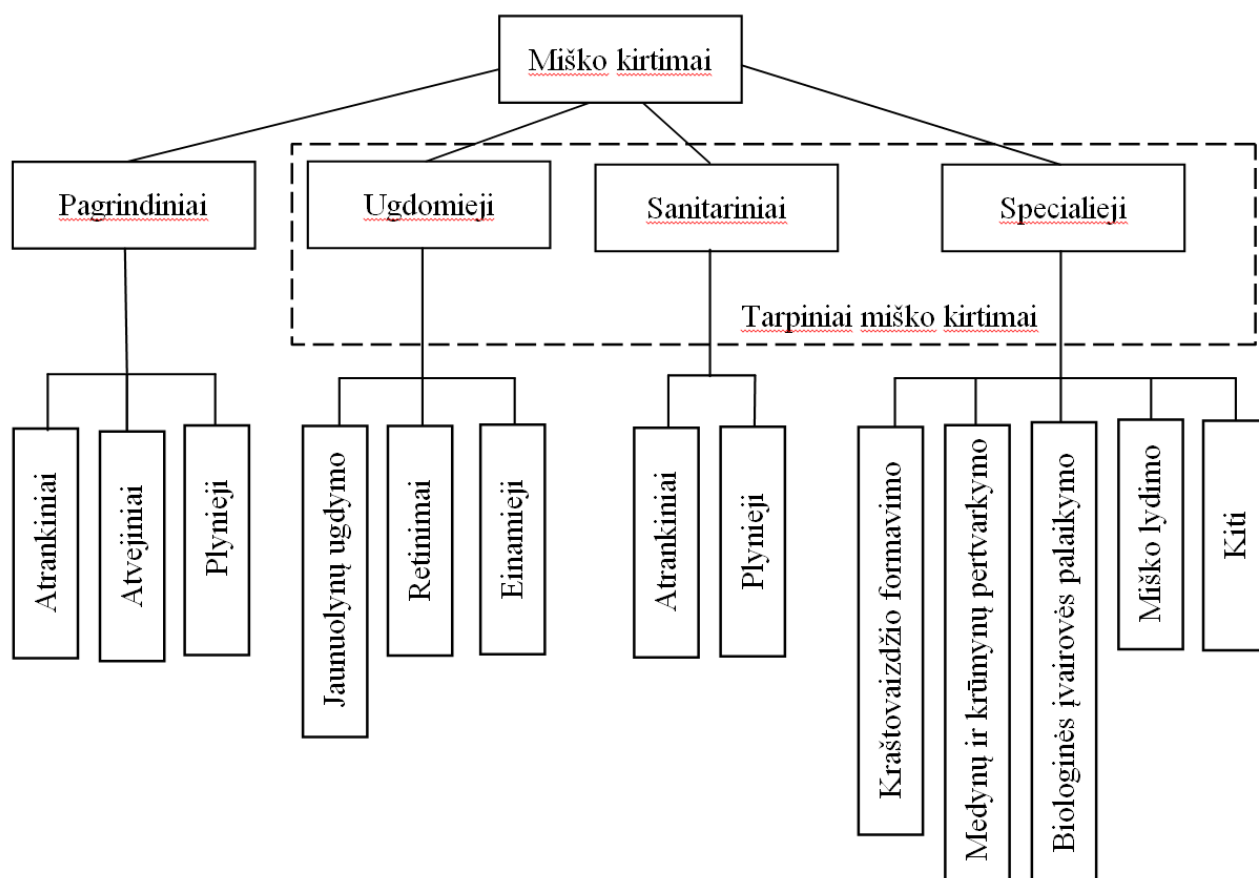 Miško kirtimai
Pagrindiniai
Ugdomieji
Sanitariniai
Specialieji
Tarpiniai miško kirtimai
Atrankiniai
Atvejiniai
Plynieji
Jaunuolynų ugdymo
Retinimai
Einamieji
Atrankiniai
Plynieji
Kraštovaizdžio formavimo
Medynų ir krūmynų pertvarkymo
Biologinės įvairovės palaikymo
Miško lydimo
Kiti